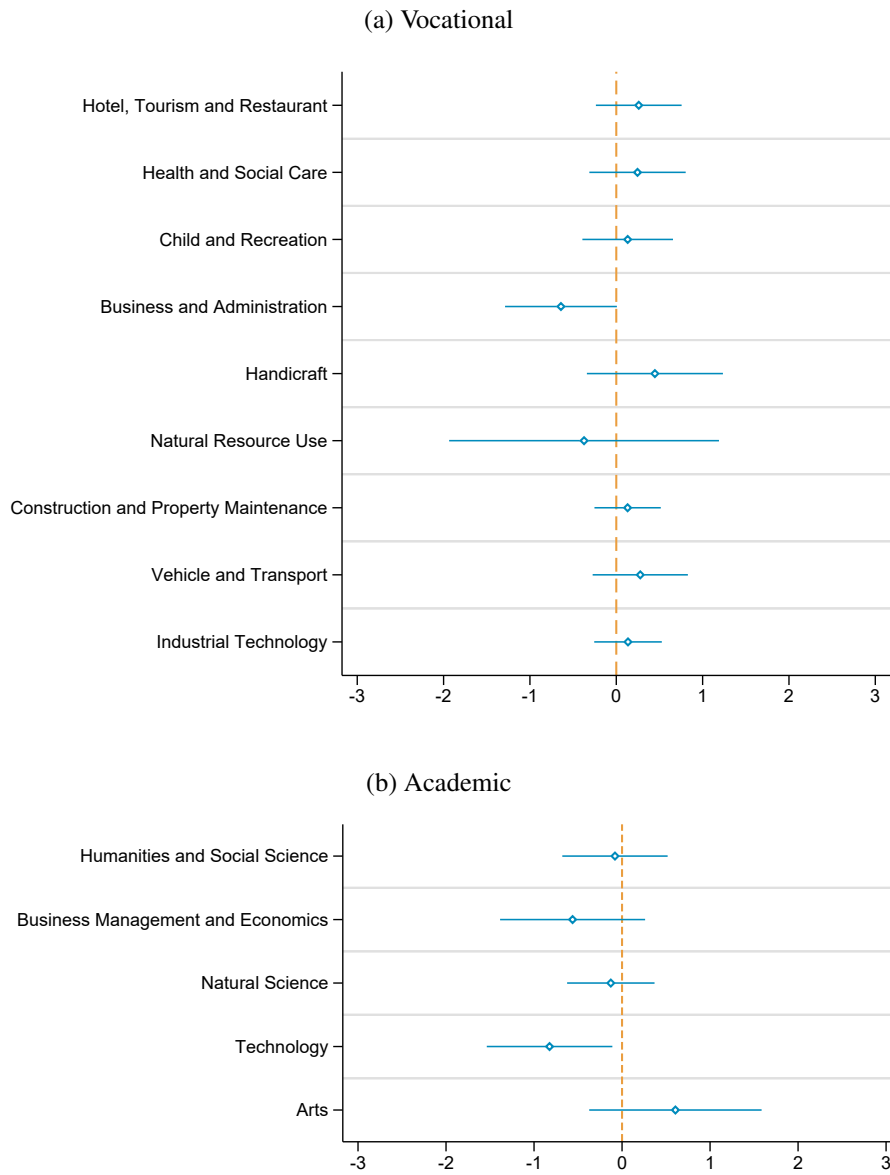 (a) Vocational
Hotel, Tourism and Restaurant
Health and Social Care
Child and Recreation
Business and Administration
Handicraft
Natural Resource Use
Construction and Property Maintenance
Vehicle and Transport
Industrial Technology
-3 -2 -1 0 1 2 3
(b) Academic
Humanities and Social Science
Business Management and Economics
Natural Science
Technology
Arts
-3 -2 -1 0 1 2 3